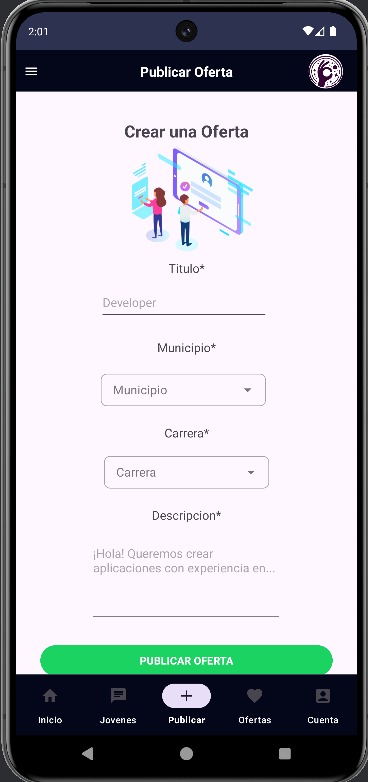 2:01
Publicar Oferta
Crear una Oferta
Titulo*
Developer
Municipio*
Municipio
Carrera*
Carrera
Descripcion*
¡Hola! Queremos crear
aplicaciones con experiencia en...
PUBLICAR OFERTA
Inicio
Jovenes
Publicar
Ofertas
Cuenta